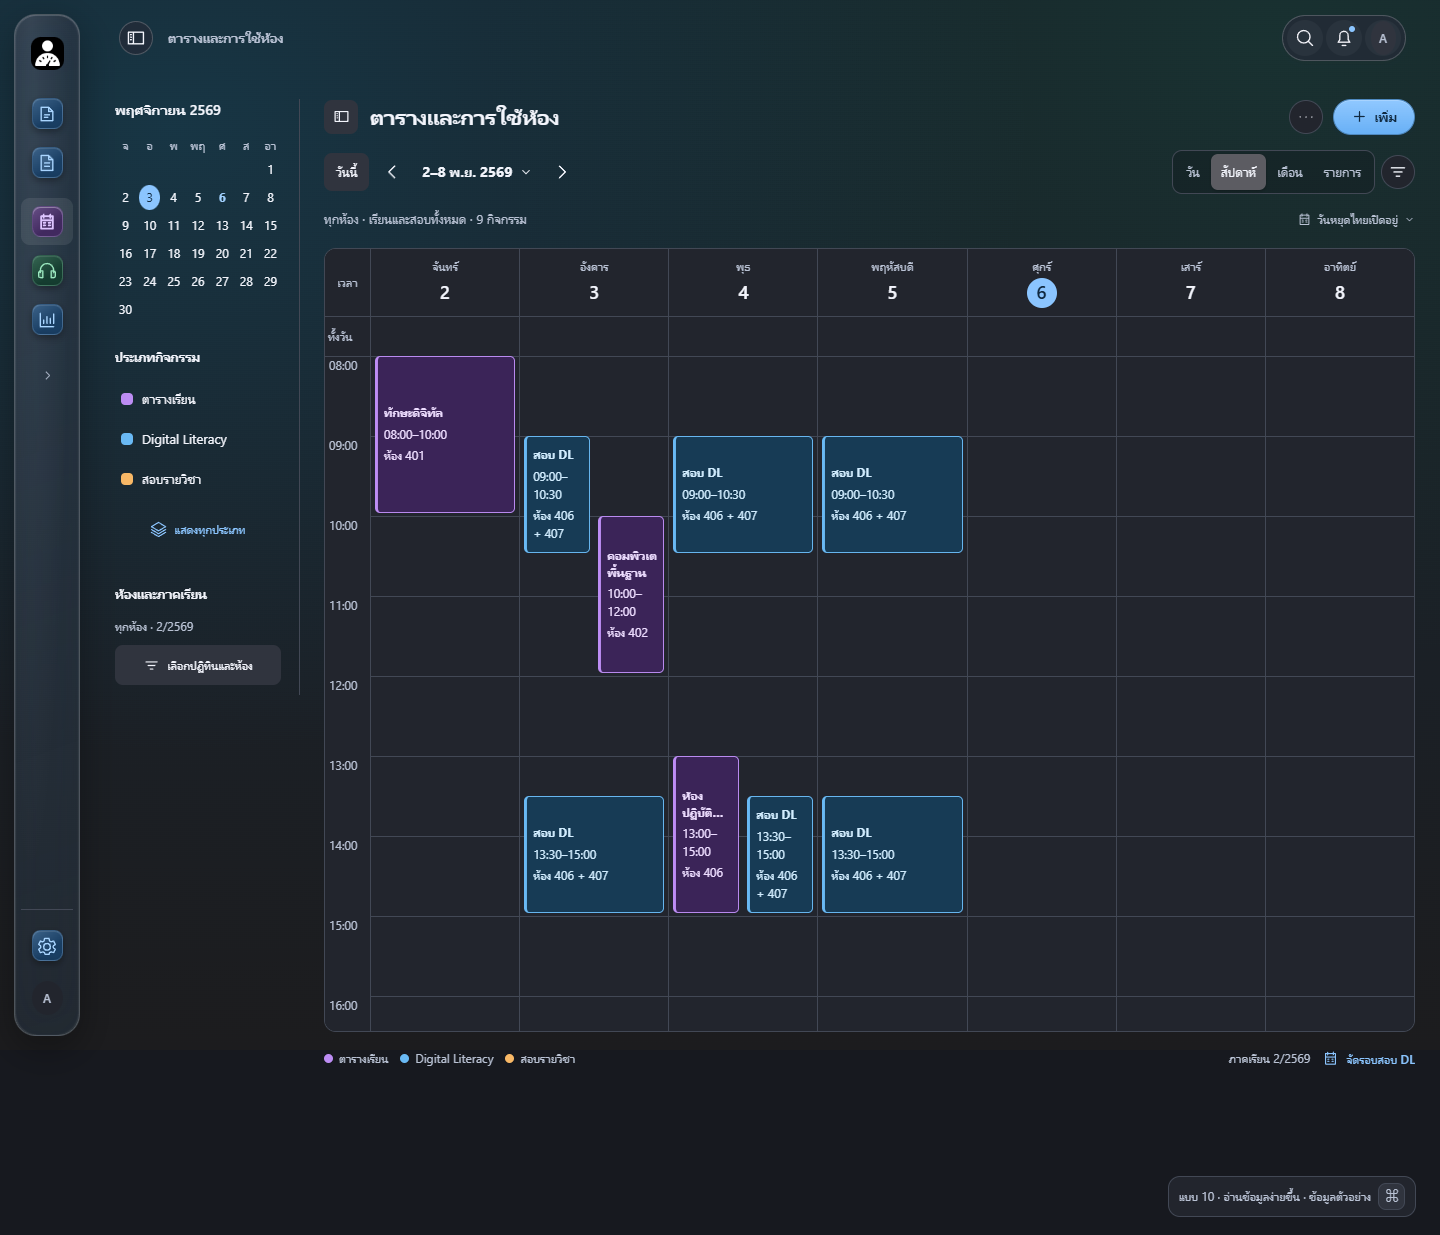 ตารางและการใช้ห้อง
A
พฤศจิกายน 2569
จ อ พ พฤ ศ ส อา
1
2 3 4 5 6 7 8
9 10 11 12 13 14 15
16 17 18 19 20 21 22
23 24 25 26 27 28 29
30
ประเภทกิจกรรม
ตารางเรียน
Digital Literacy
สอบรายวิชา
แสดงทุกประเภท
ห้องและภาคเรียน
ทุกห้อง · 2/2569
เลือกปฏิทินและห้อง
A
ตารางและการใช้ห้อง
··· + เพิ่ม
วันนี้ 2–8 พ.ย. 2569
วัน สัปดาห์ เดือน รายการ
ทุกห้อง · เรียนและสอบทั้งหมด · 9 กิจกรรม
วันหยุดไทยเปิดอยู่
เวลา
จันทร์ อังคาร พุธ พฤหัสบดี ศุกร์ เสาร์ อาทิตย์
2 3 4 5 6 7 8
ทั้งวัน
08:00
09:00
10:00
11:00
12:00
13:00
14:00
15:00
16:00
ทักษะดิจิทัล
08:00–10:00
ห้อง 401
สอบ DL
09:00–
10:30
ห้อง 406
+ 407
คอมพิวเต
พื้นฐาน
10:00–
12:00
ห้อง 402
สอบ DL
13:30–15:00
ห้อง 406 + 407
สอบ DL
09:00–10:30
ห้อง 406 + 407
ห้อง
ปฏิบัติ...
13:00–
15:00
ห้อง 406
สอบ DL
13:30–
15:00
ห้อง 406
+ 407
สอบ DL
09:00–10:30
ห้อง 406 + 407
สอบ DL
13:30–15:00
ห้อง 406 + 407
ตารางเรียน Digital Literacy สอบรายวิชา
ภาคเรียน 2/2569 จัดรอบสอบ DL
แบบ 10 · อ่านข้อมูลง่ายขึ้น · ข้อมูลตัวอย่าง ⌘